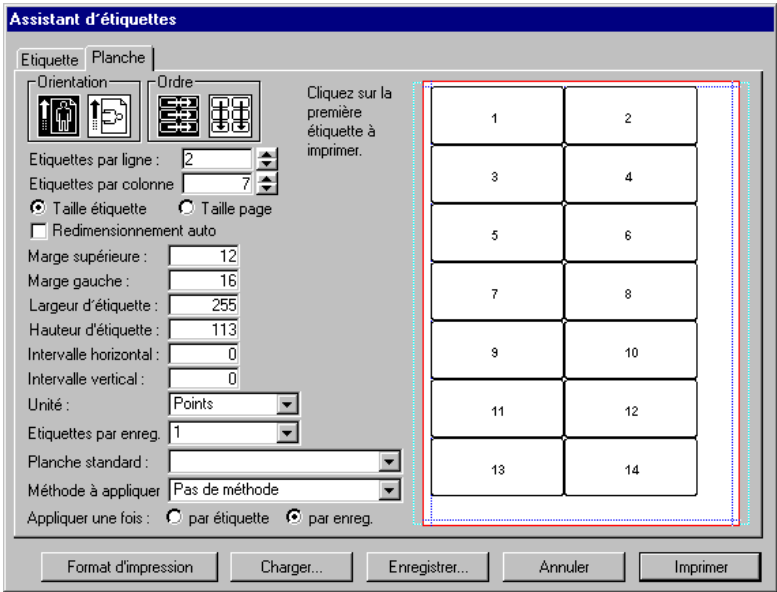 Assistant d´étiquettes
Etiquette Planche
Orientation Ordre
Cliquez sur la
première
étiquette à
imprimer.
Etiquettes par ligne : 2
Etiquettes par colonne 7
Taille étiquette Taille page
Redimensionnement auto
Marge supérieure : 12
Marge gauche : 16
Largeur d´étiquette : 255
Hauteur d'étiquette : 113
Intervalle horizontal : 0
Intervalle vertical : 0
Unité : Points
Etiquettes par enreg. 1
Planche standard :
Méthode à appliquer Pas de méthode
Appliquer une fois : par étiquette par enreg.
1 2
3 4
5 6
7 8
9 10
11 12
13 14
Format d'impression Charger... Enregistrer... Annuler Imprimer